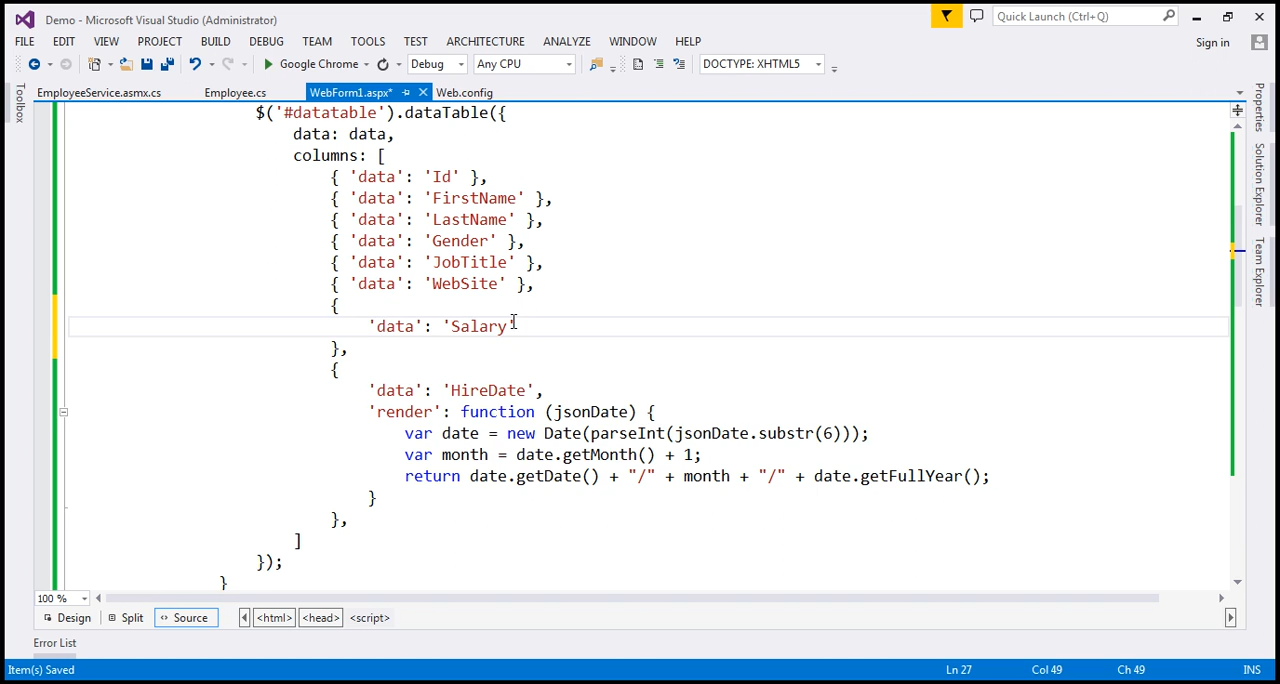 Demo - Microsoft Visual Studio (Administrator)
Quick Launch (Ctrl+Q)
FILE EDIT VIEW PROJECT BUILD DEBUG TEAM TOOLS TEST ARCHITECTURE ANALYZE WINDOW HELP
Sign in
Google Chrome Debug Any CPU DOCTYPE: XHTML5
Toolbox
EmployeeService.asmx.cs Employee.cs WebForm1.aspx* Web.config
Properties
Solution Explorer
Team Explorer
$('#datatable').dataTable({
data: data,
columns: [
{ 'data': 'Id' },
{ 'data': 'FirstName' },
{ 'data': 'LastName' },
{ 'data': 'Gender' },
{ 'data': 'JobTitle' },
{ 'data': 'WebSite' },
{
'data': 'Salary'
},
{
'data': 'HireDate',
'render': function (jsonDate) {
var date = new Date(parseInt(jsonDate.substr(6)));
var month = date.getMonth() + 1;
return date.getDate() + "/" + month + "/" + date.getFullYear();
}
},
]
});
}
100 %
Design Split Source <html> <head> <script>
Error List
Item(s) Saved Ln 27 Col 49 Ch 49 INS